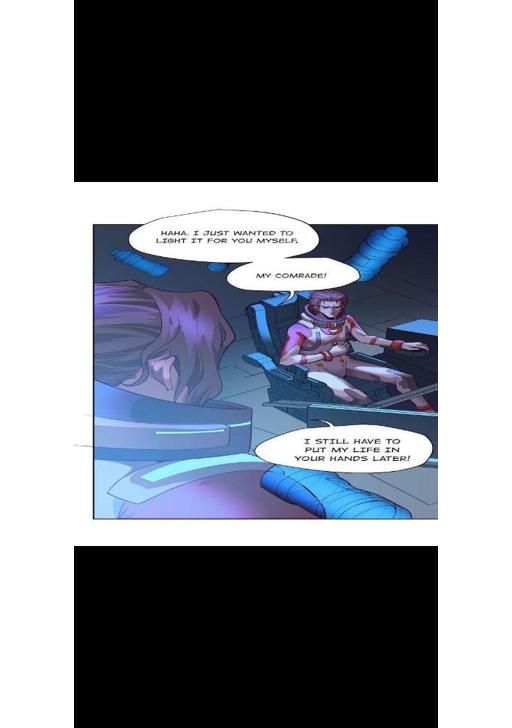 HAHA. I JUST WANTED TO
LIGHT IT FOR YOU MYSELF,
MY COMRADE!
I STILL HAVE TO
PUT MY LIFE IN
YOUR HANDS LATER!